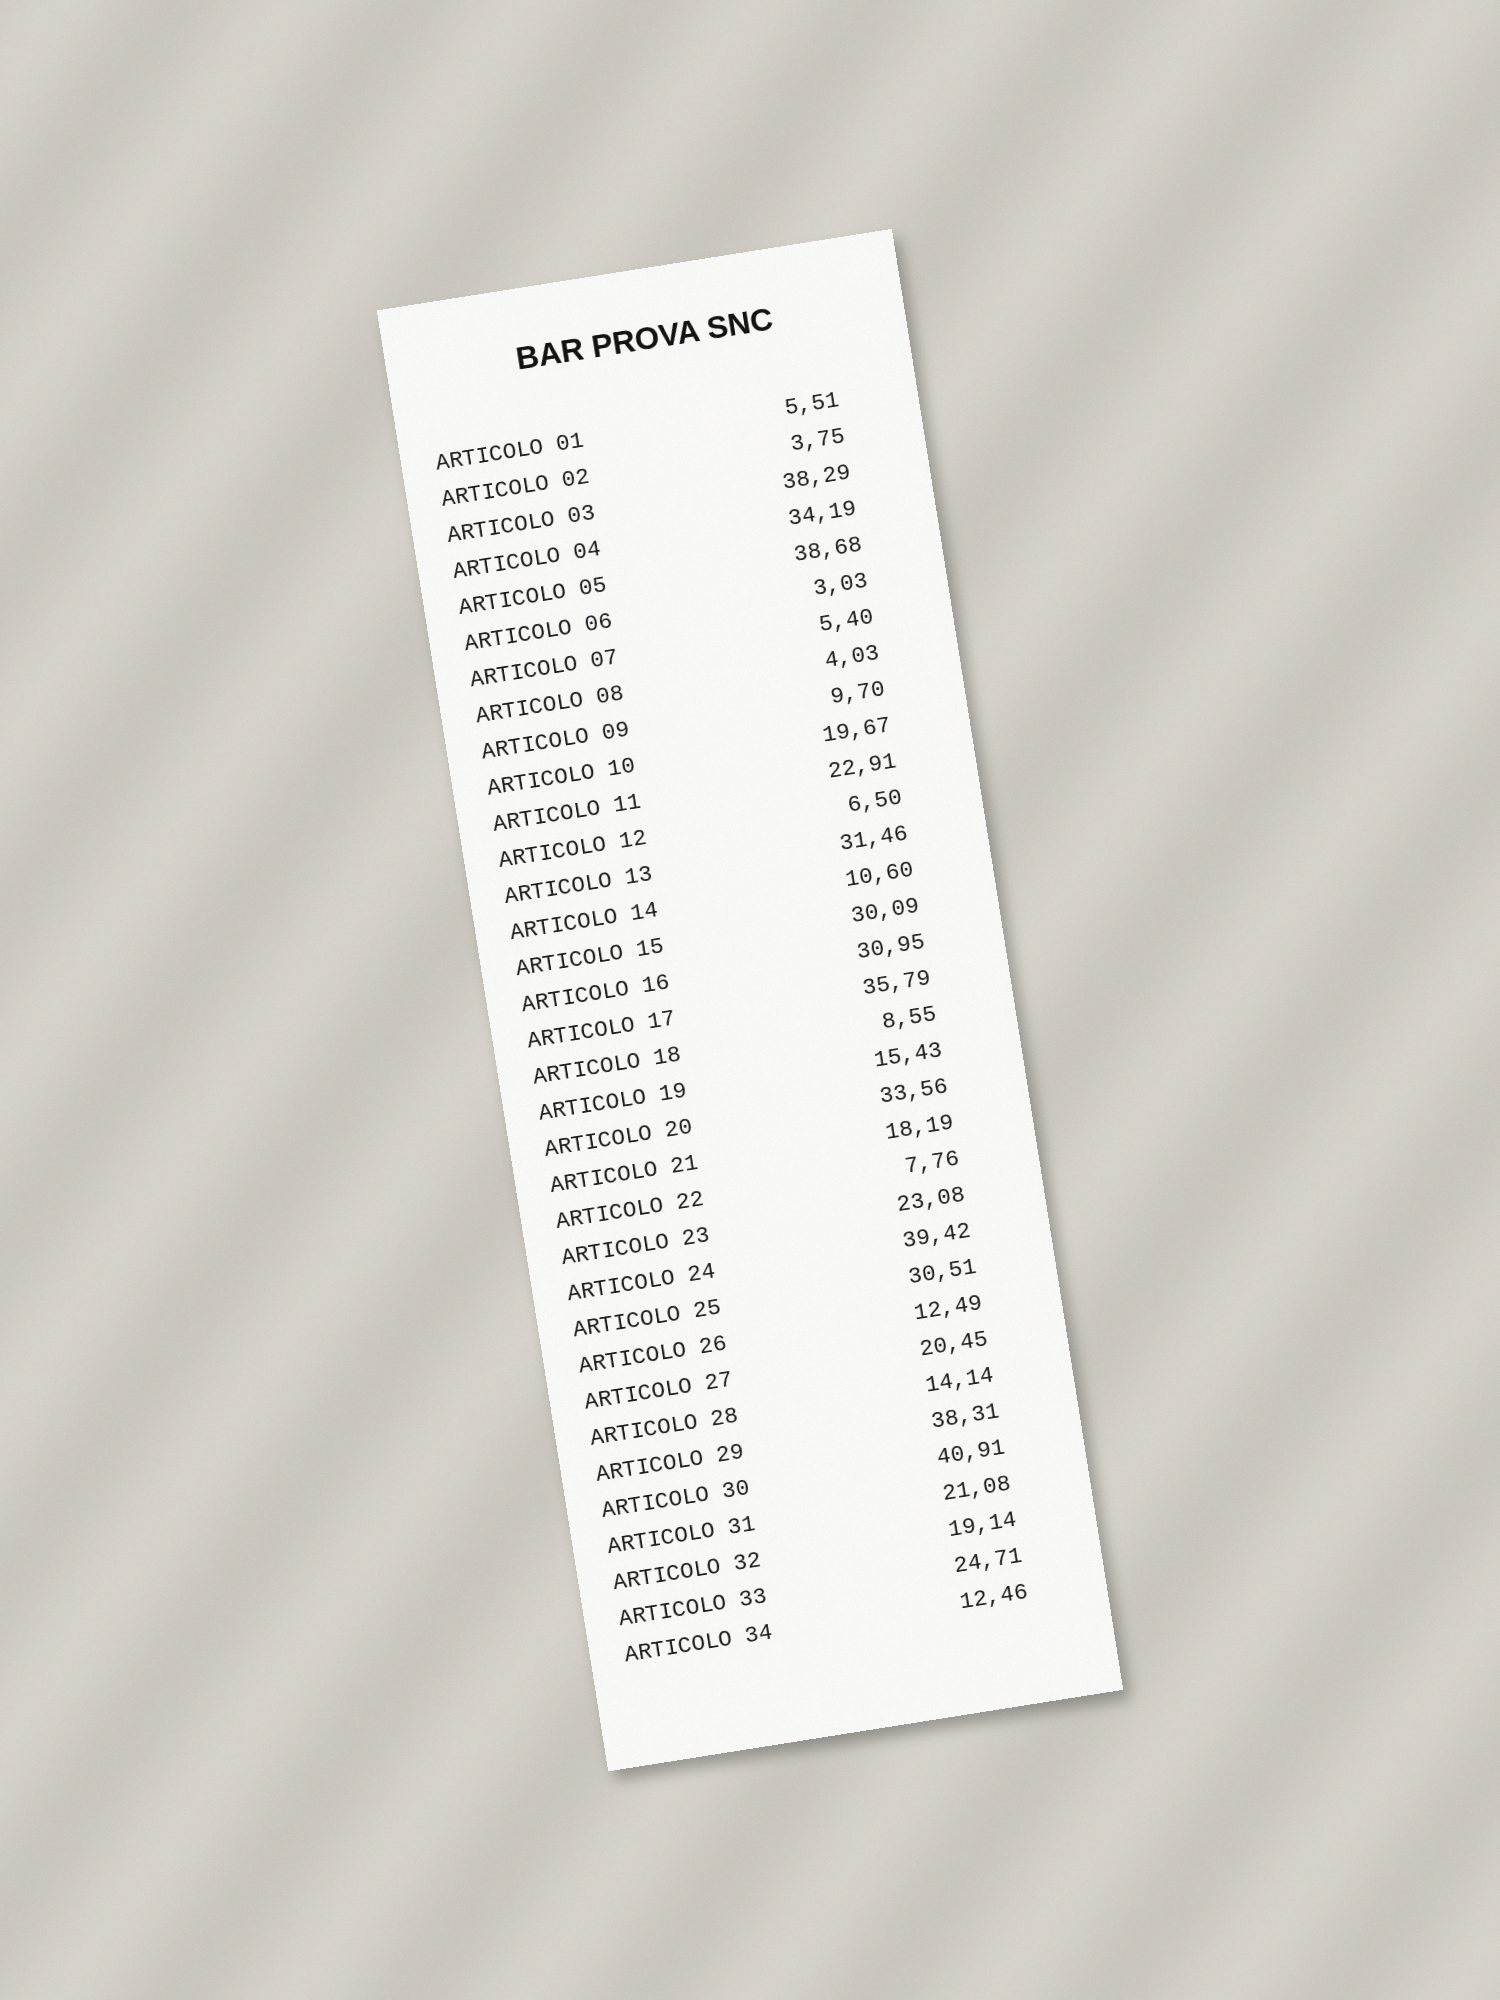 BAR PROVA SNC
ARTICOLO 01 5,51
ARTICOLO 02 3,75
ARTICOLO 03 38,29
ARTICOLO 04 34,19
ARTICOLO 05 38,68
ARTICOLO 06 3,03
ARTICOLO 07 5,40
ARTICOLO 08 4,03
ARTICOLO 09 9,70
ARTICOLO 10 19,67
ARTICOLO 11 22,91
ARTICOLO 12 6,50
ARTICOLO 13 31,46
ARTICOLO 14 10,60
ARTICOLO 15 30,09
ARTICOLO 16 30,95
ARTICOLO 17 35,79
ARTICOLO 18 8,55
ARTICOLO 19 15,43
ARTICOLO 20 33,56
ARTICOLO 21 18,19
ARTICOLO 22 7,76
ARTICOLO 23 23,08
ARTICOLO 24 39,42
ARTICOLO 25 30,51
ARTICOLO 26 12,49
ARTICOLO 27 20,45
ARTICOLO 28 14,14
ARTICOLO 29 38,31
ARTICOLO 30 40,91
ARTICOLO 31 21,08
ARTICOLO 32 19,14
ARTICOLO 33 24,71
ARTICOLO 34 12,46